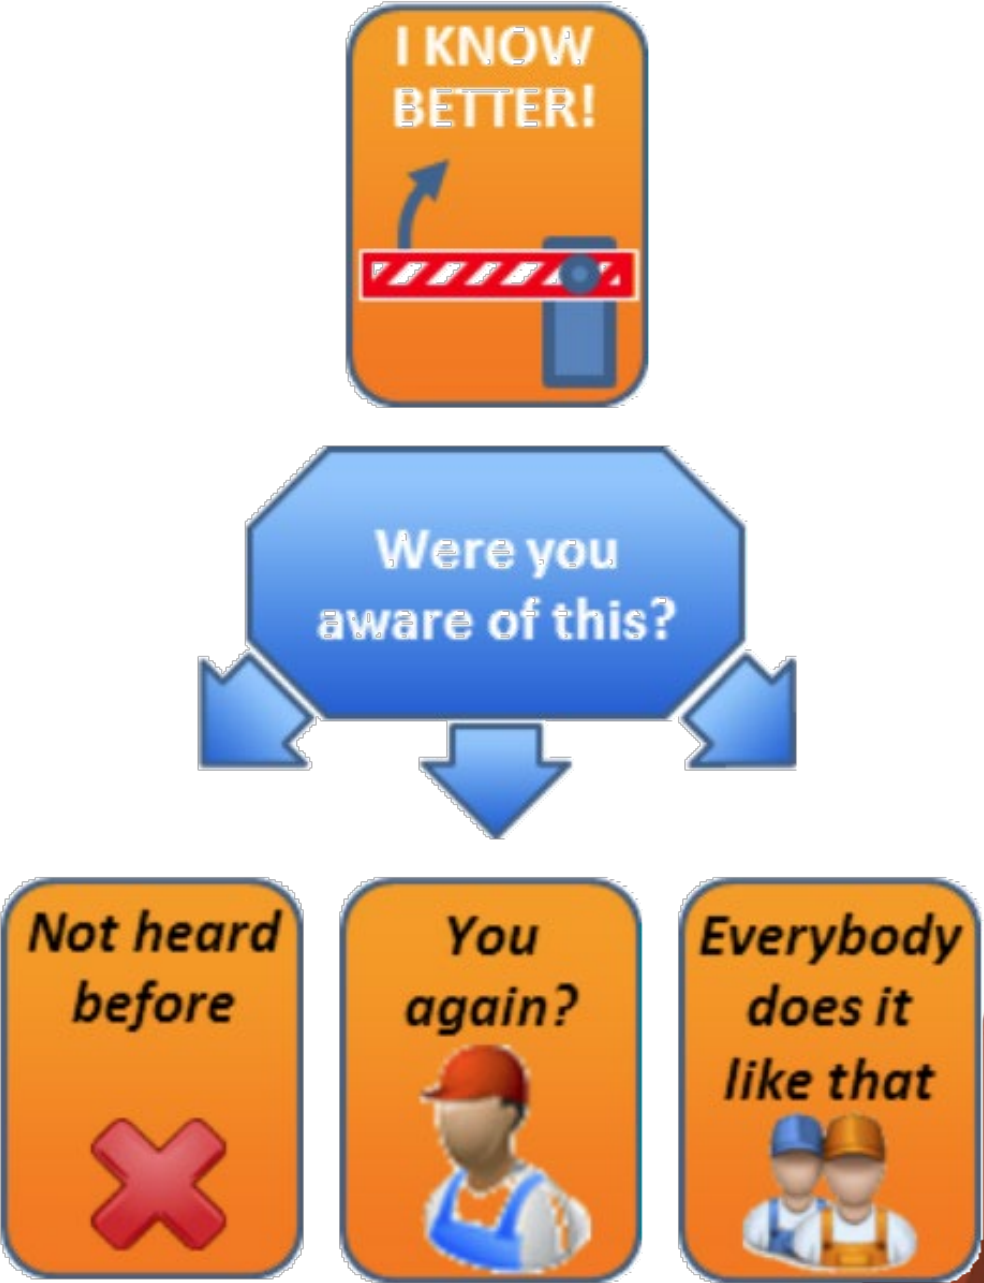 I KNOW
BETTER!
Were you
aware of this?
Not heard
before
You
again?
Everybody
does it
like that